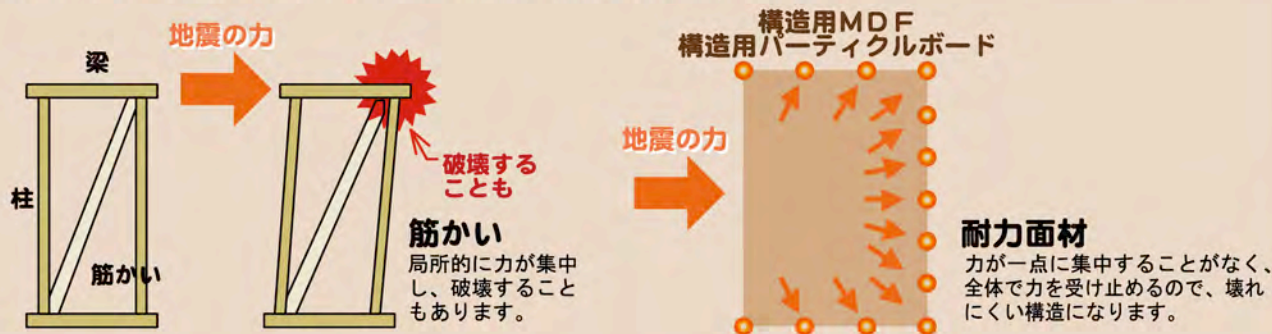 地震の力
梁
柱
筋かい
破壊する
ことも
筋かい
局所的に力が集中
し、破壊すること
もあります。
地震の力
構造用MDF
構造用パーティクルボード
耐力面材
力が一点に集中することがなく、
全体で力を受け止めるので、壊れ
にくい構造になります。